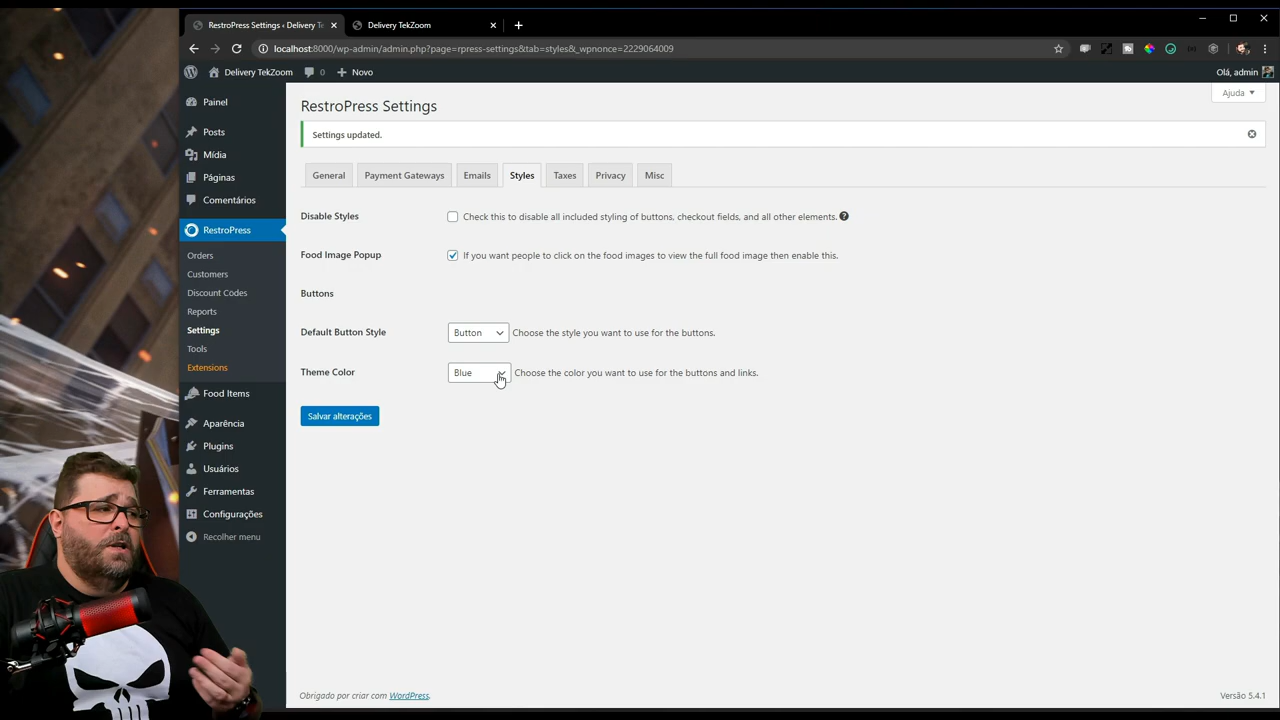 RestroPress Settings ‹ Delivery Te
Delivery TekZoom
localhost:8000/wp-admin/admin.php?page=rpress-settings&tab=styles&_wpnonce=2229064009
Delivery TekZoom
0
Novo
Olá, admin
Painel
Posts
Mídia
Páginas
Comentários
RestroPress
Orders
Customers
Discount Codes
Reports
Settings
Tools
Extensions
Food Items
Aparência
Plugins
Usuários
Ferramentas
Configurações
Recolher menu
Ajuda
RestroPress Settings
Settings updated.
General Payment Gateways Emails Styles Taxes Privacy Misc
Disable Styles Check this to disable all included styling of buttons, checkout fields, and all other elements.
Food Image Popup If you want people to click on the food images to view the full food image then enable this.
Buttons
Default Button Style Button Choose the style you want to use for the buttons.
Theme Color Blue Choose the color you want to use for the buttons and links.
Salvar alterações
Obrigado por criar com WordPress.
Versão 5.4.1